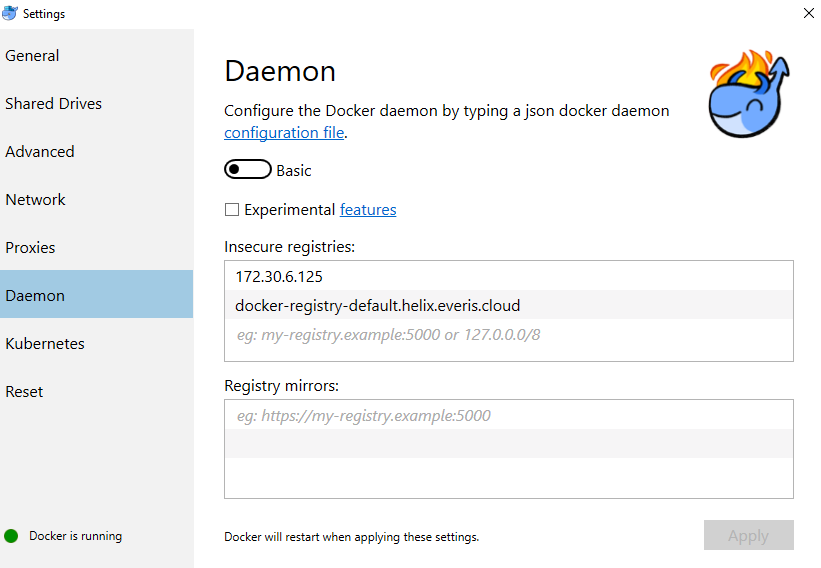 Settings
General
Shared Drives
Advanced
Network
Proxies
Daemon
Kubernetes
Reset
Docker is running
Daemon
Configure the Docker daemon by typing a json docker daemon
configuration file.
Basic
Experimental features
Insecure registries:
172.30.6.125
docker-registry-default.helix.everis.cloud
eg: my-registry.example:5000 or 127.0.0.0/8
Registry mirrors:
eg: https://my-registry.example:5000
Docker will restart when applying these settings.
Apply